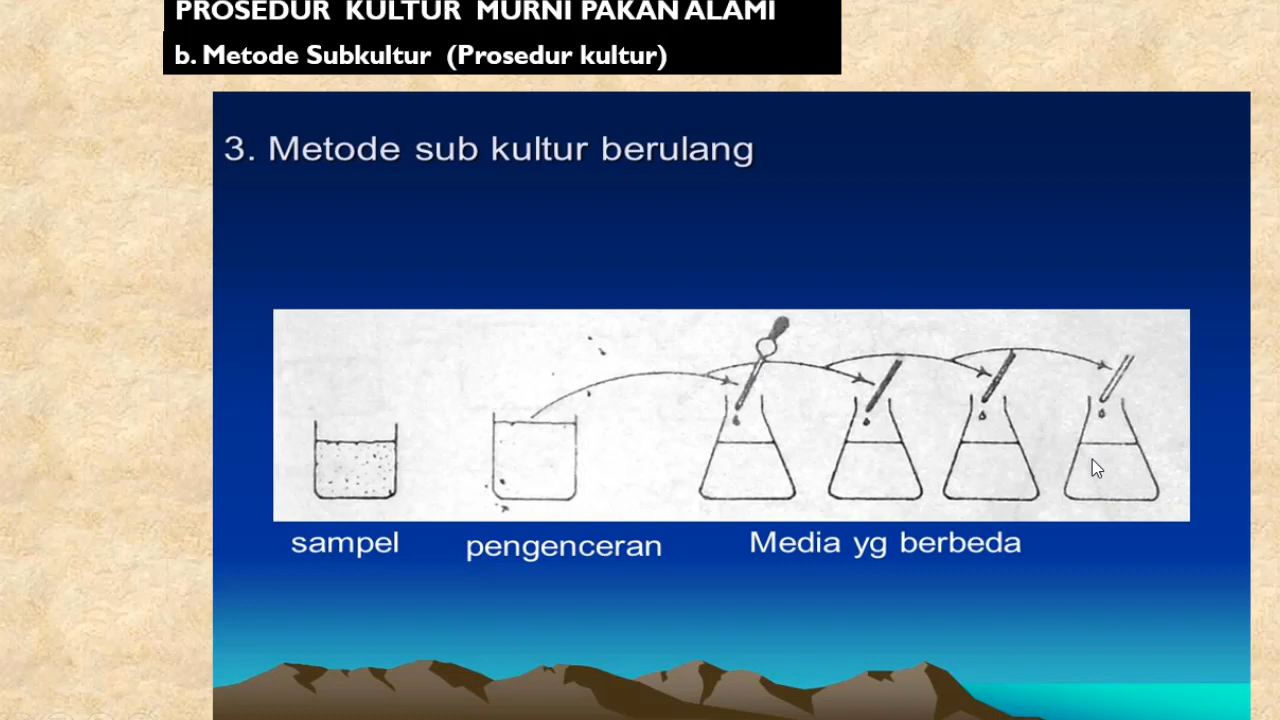 PROSEDUR KULTUR MURNI PAKAN ALAMI
b. Metode Subkultur (Prosedur kultur)
3. Metode sub kultur berulang
sampel
pengenceran
Media yg berbeda